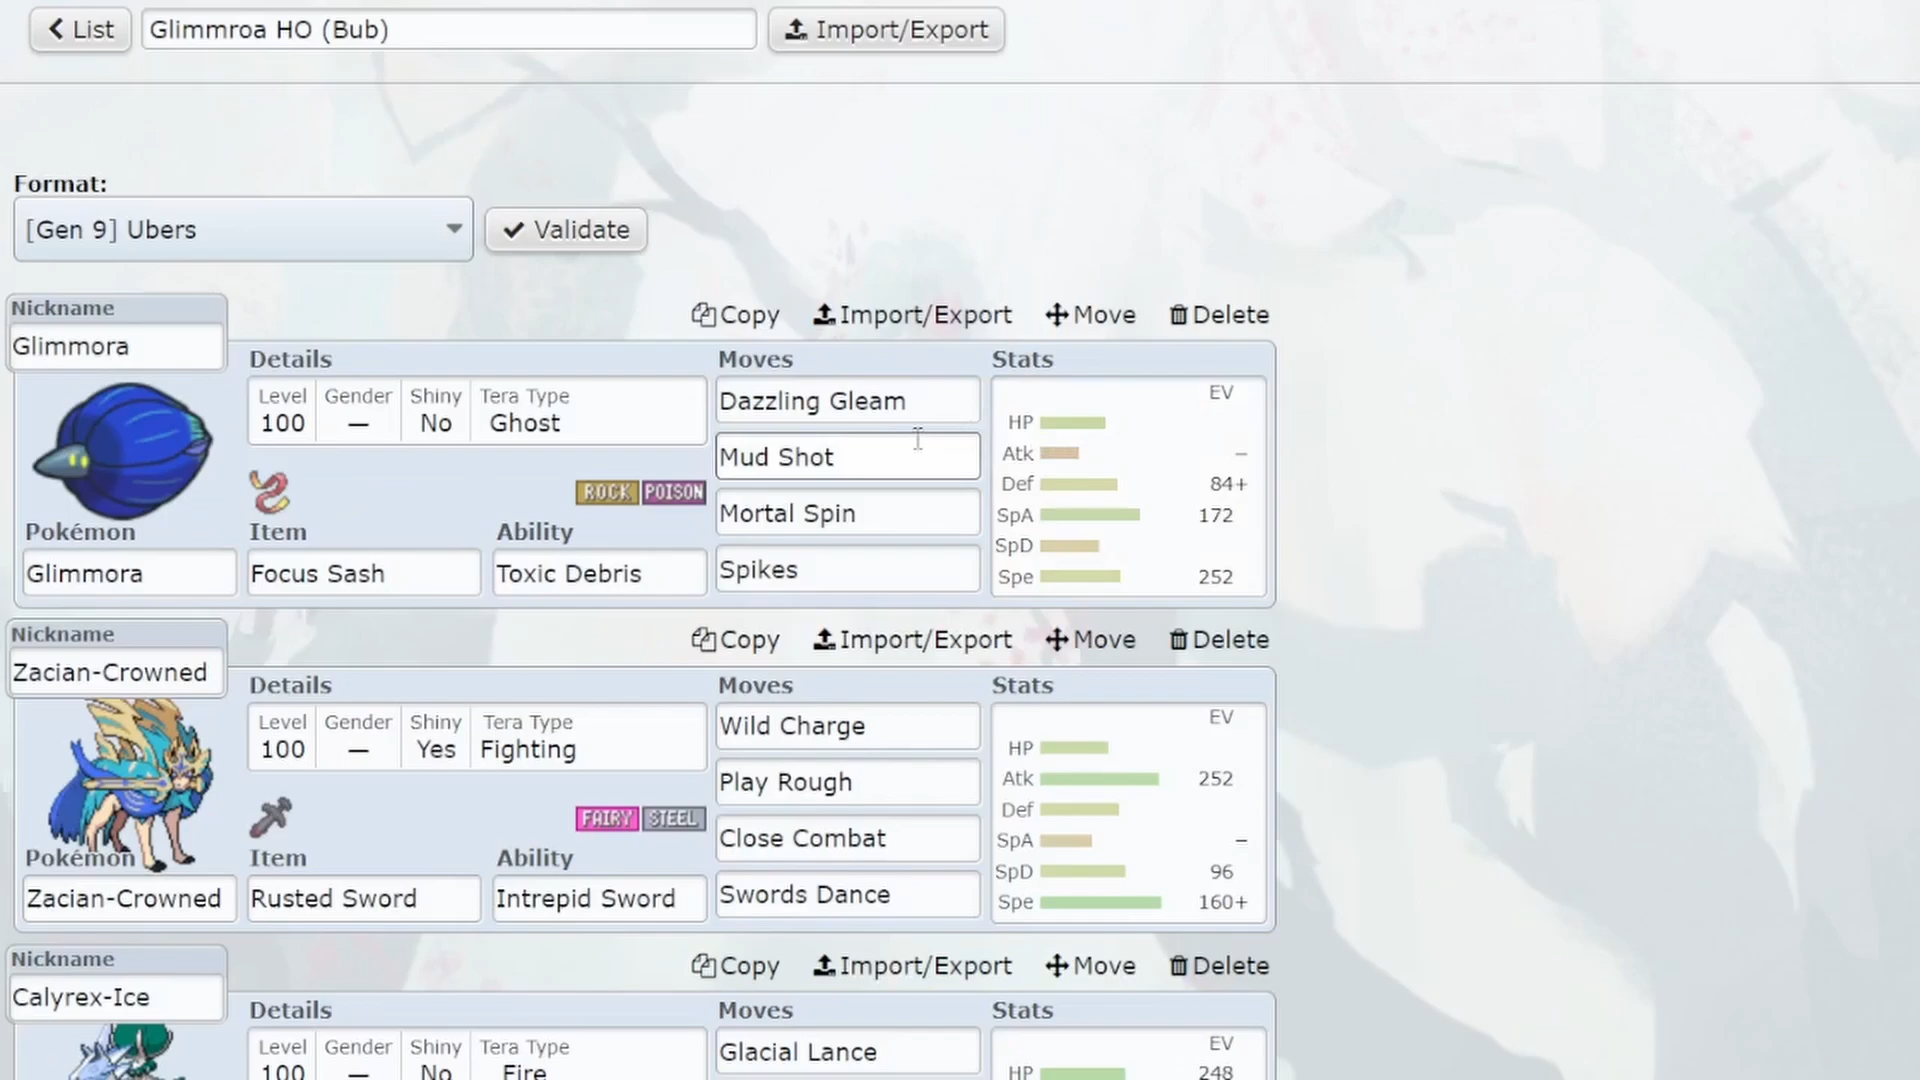 List
Glimmroa HO (Bub)
Import/Export
Format:
[Gen 9] Ubers
Validate
Nickname
Glimmora
Copy Import/Export Move Delete
Details
Level Gender Shiny Tera Type
100 — No Ghost
ROCK POISON
Pokémon
Glimmora
Item
Focus Sash
Ability
Toxic Debris
Moves
Dazzling Gleam
Mud Shot
Mortal Spin
Spikes
Stats
EV
HP
Atk –
Def 84+
SpA 172
SpD
Spe 252
Nickname
Zacian-Crowned
Copy Import/Export Move Delete
Details
Level Gender Shiny Tera Type
100 — Yes Fighting
FAIRY STEEL
Pokémon
Zacian-Crowned
Item
Rusted Sword
Ability
Intrepid Sword
Moves
Wild Charge
Play Rough
Close Combat
Swords Dance
Stats
EV
HP
Atk 252
Def
SpA –
SpD 96
Spe 160+
Nickname
Calyrex-Ice
Copy Import/Export Move Delete
Details
Level Gender Shiny Tera Type
100 — No Fire
Moves
Glacial Lance
Stats
EV
HP 248